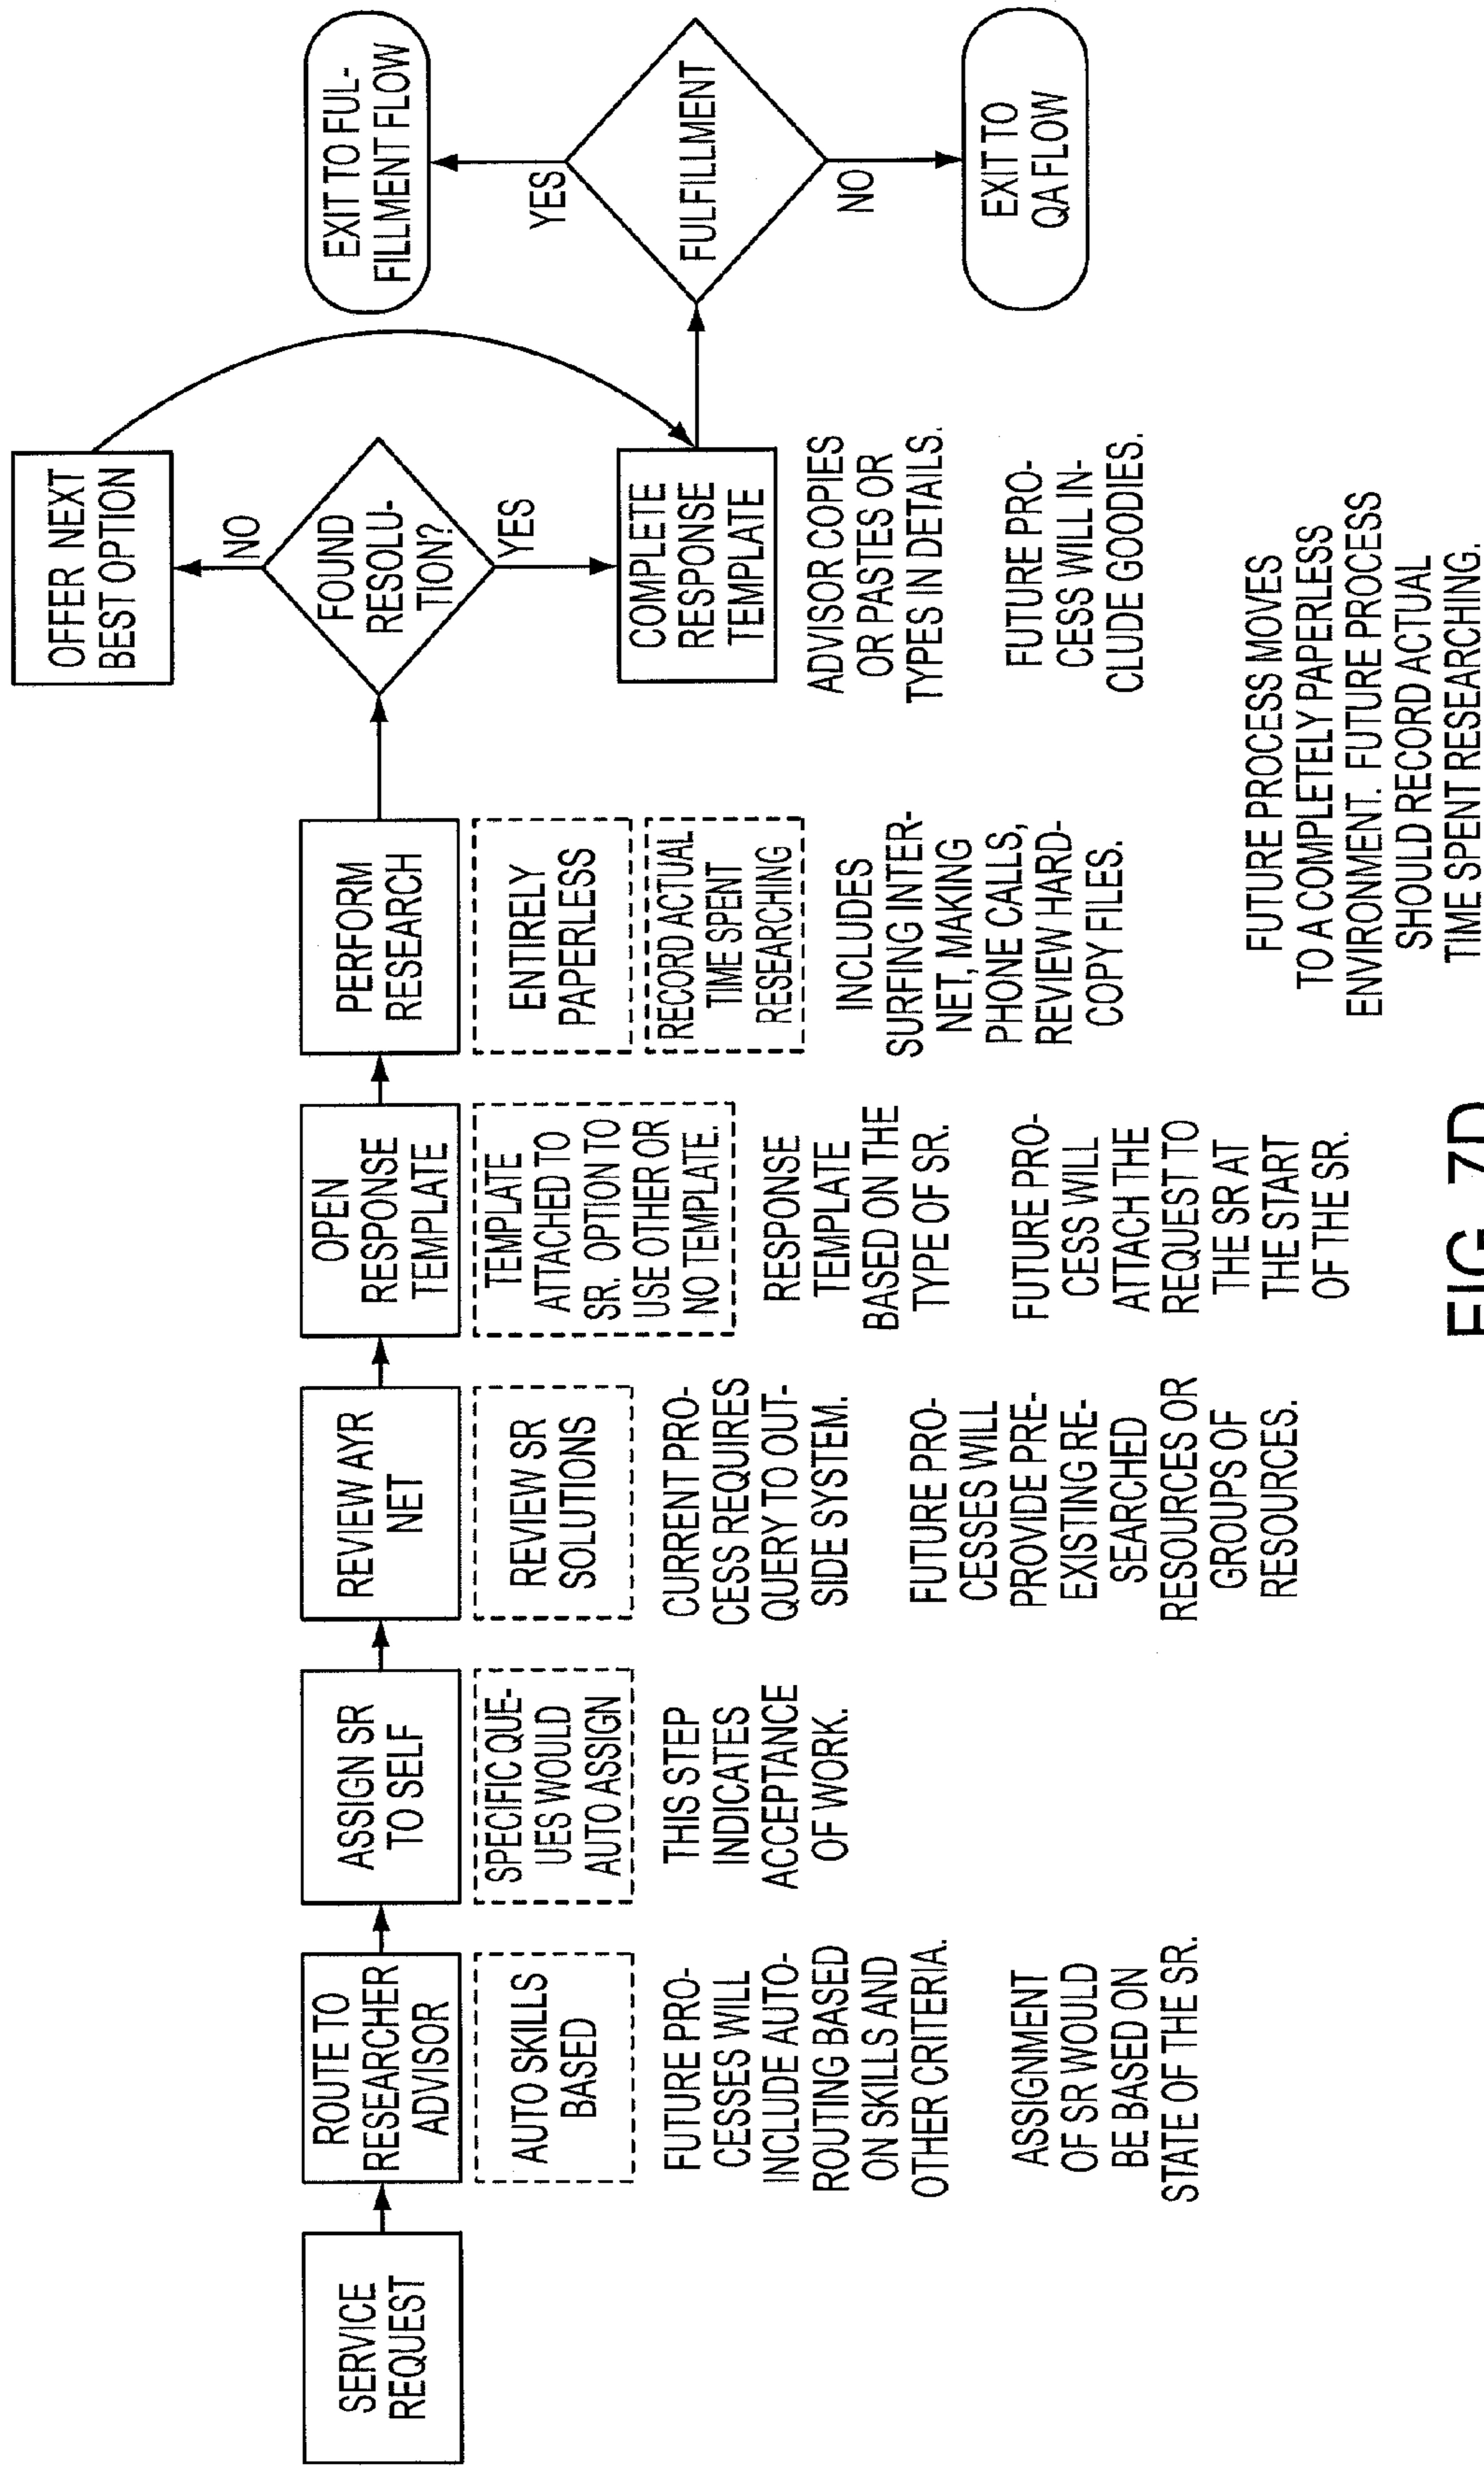 SERVICE
REQUEST
ROUTE TO
RESEARCHER
ADVISOR
AUTO SKILLS
BASED
FUTURE PRO-
CESSES WILL
INCLUDE AUTO-
ROUTING BASED
ON SKILLS AND
OTHER CRITERIA.
ASSIGNMENT
OF SR WOULD
BE BASED ON
STATE OF THE SR.
ASSIGN SR
TO SELF
SPECIFIC QUE-
UES WOULD
AUTO ASSIGN
THIS STEP
INDICATES
ACCEPTANCE
OF WORK.
REVIEW AYR
NET
REVIEW SR
SOLUTIONS
CURRENT PRO-
CESS REQUIRES
QUERY TO OUT-
SIDE SYSTEM.
FUTURE PRO-
CESSES WILL
PROVIDE PRE-
EXISTING RE-
SEARCHED
RESOURCES OR
GROUPS OF
RESOURCES.
OPEN
RESPONSE
TEMPLATE
TEMPLATE
ATTACHED TO
SR. OPTION TO
USE OTHER OR
NO TEMPLATE.
RESPONSE
TEMPLATE
BASED ON THE
TYPE OF SR.
FUTURE PRO-
CESS WILL
ATTACH THE
REQUEST TO
THE SR AT
THE START
OF THE SR.
PERFORM
RESEARCH
ENTIRELY
PAPERLESS
RECORD ACTUAL
TIME SPENT
RESEARCHING
INCLUDES
SURFING INTER-
NET, MAKING
PHONE CALLS,
REVIEW HARD-
COPY FILES.
FUTURE PROCESS MOVES
TO A COMPLETELY PAPERLESS
ENVIRONMENT. FUTURE PROCESS
SHOULD RECORD ACTUAL
TIME SPENT RESEARCHING.
OFFER NEXT
BEST OPTION
NO
FOUND
RESOLU-
TION?
YES
COMPLETE
RESPONSE
TEMPLATE
ADVISOR COPIES
OR PASTES OR
TYPES IN DETAILS.
FUTURE PRO-
CESS WILL IN-
CLUDE GOODIES.
EXIT TO FUL-
FILLMENT FLOW
YES
FULFILLMENT
NO
EXIT TO
QA FLOW
FIG. 7D